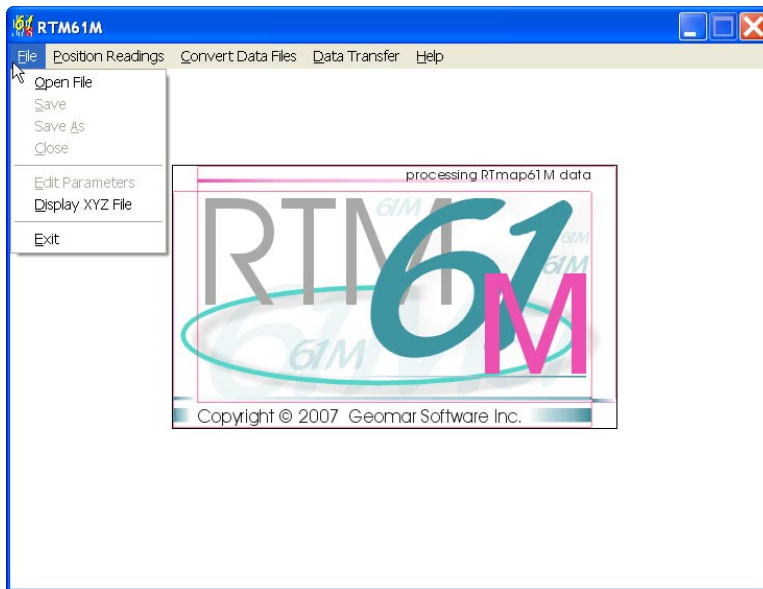 RTM61M
File Position Readings Convert Data Files Data Transfer Help
Open File
Save
Save As
Close
Edit Parameters
Display XYZ File
Exit
processing RTmap61M data
RTM
61
M
61M
61M
61M
61M
61M
Copyright © 2007 Geomar Software Inc.